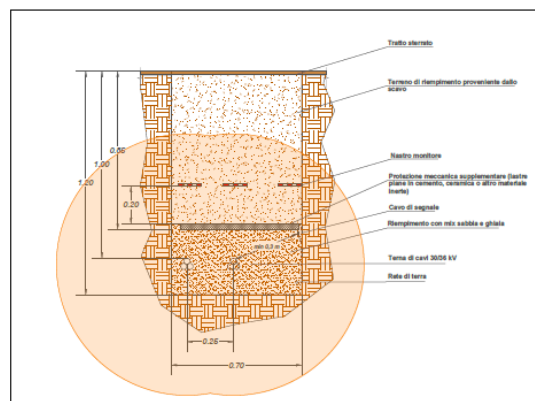 Tratto sterrato
Terreno di riempimento proveniente dallo
scavo
Nastro monitore
Protezione meccanica supplementare (lastre
piane in cemento, ceramica o altro materiale
inerte)
Cavo di segnale
Riempimento con mix sabbia e ghiaia
Terna di cavi 30/36 kV
Rete di terra
1.20
1.00
0.20
min 0.3 m
0.25
0.70